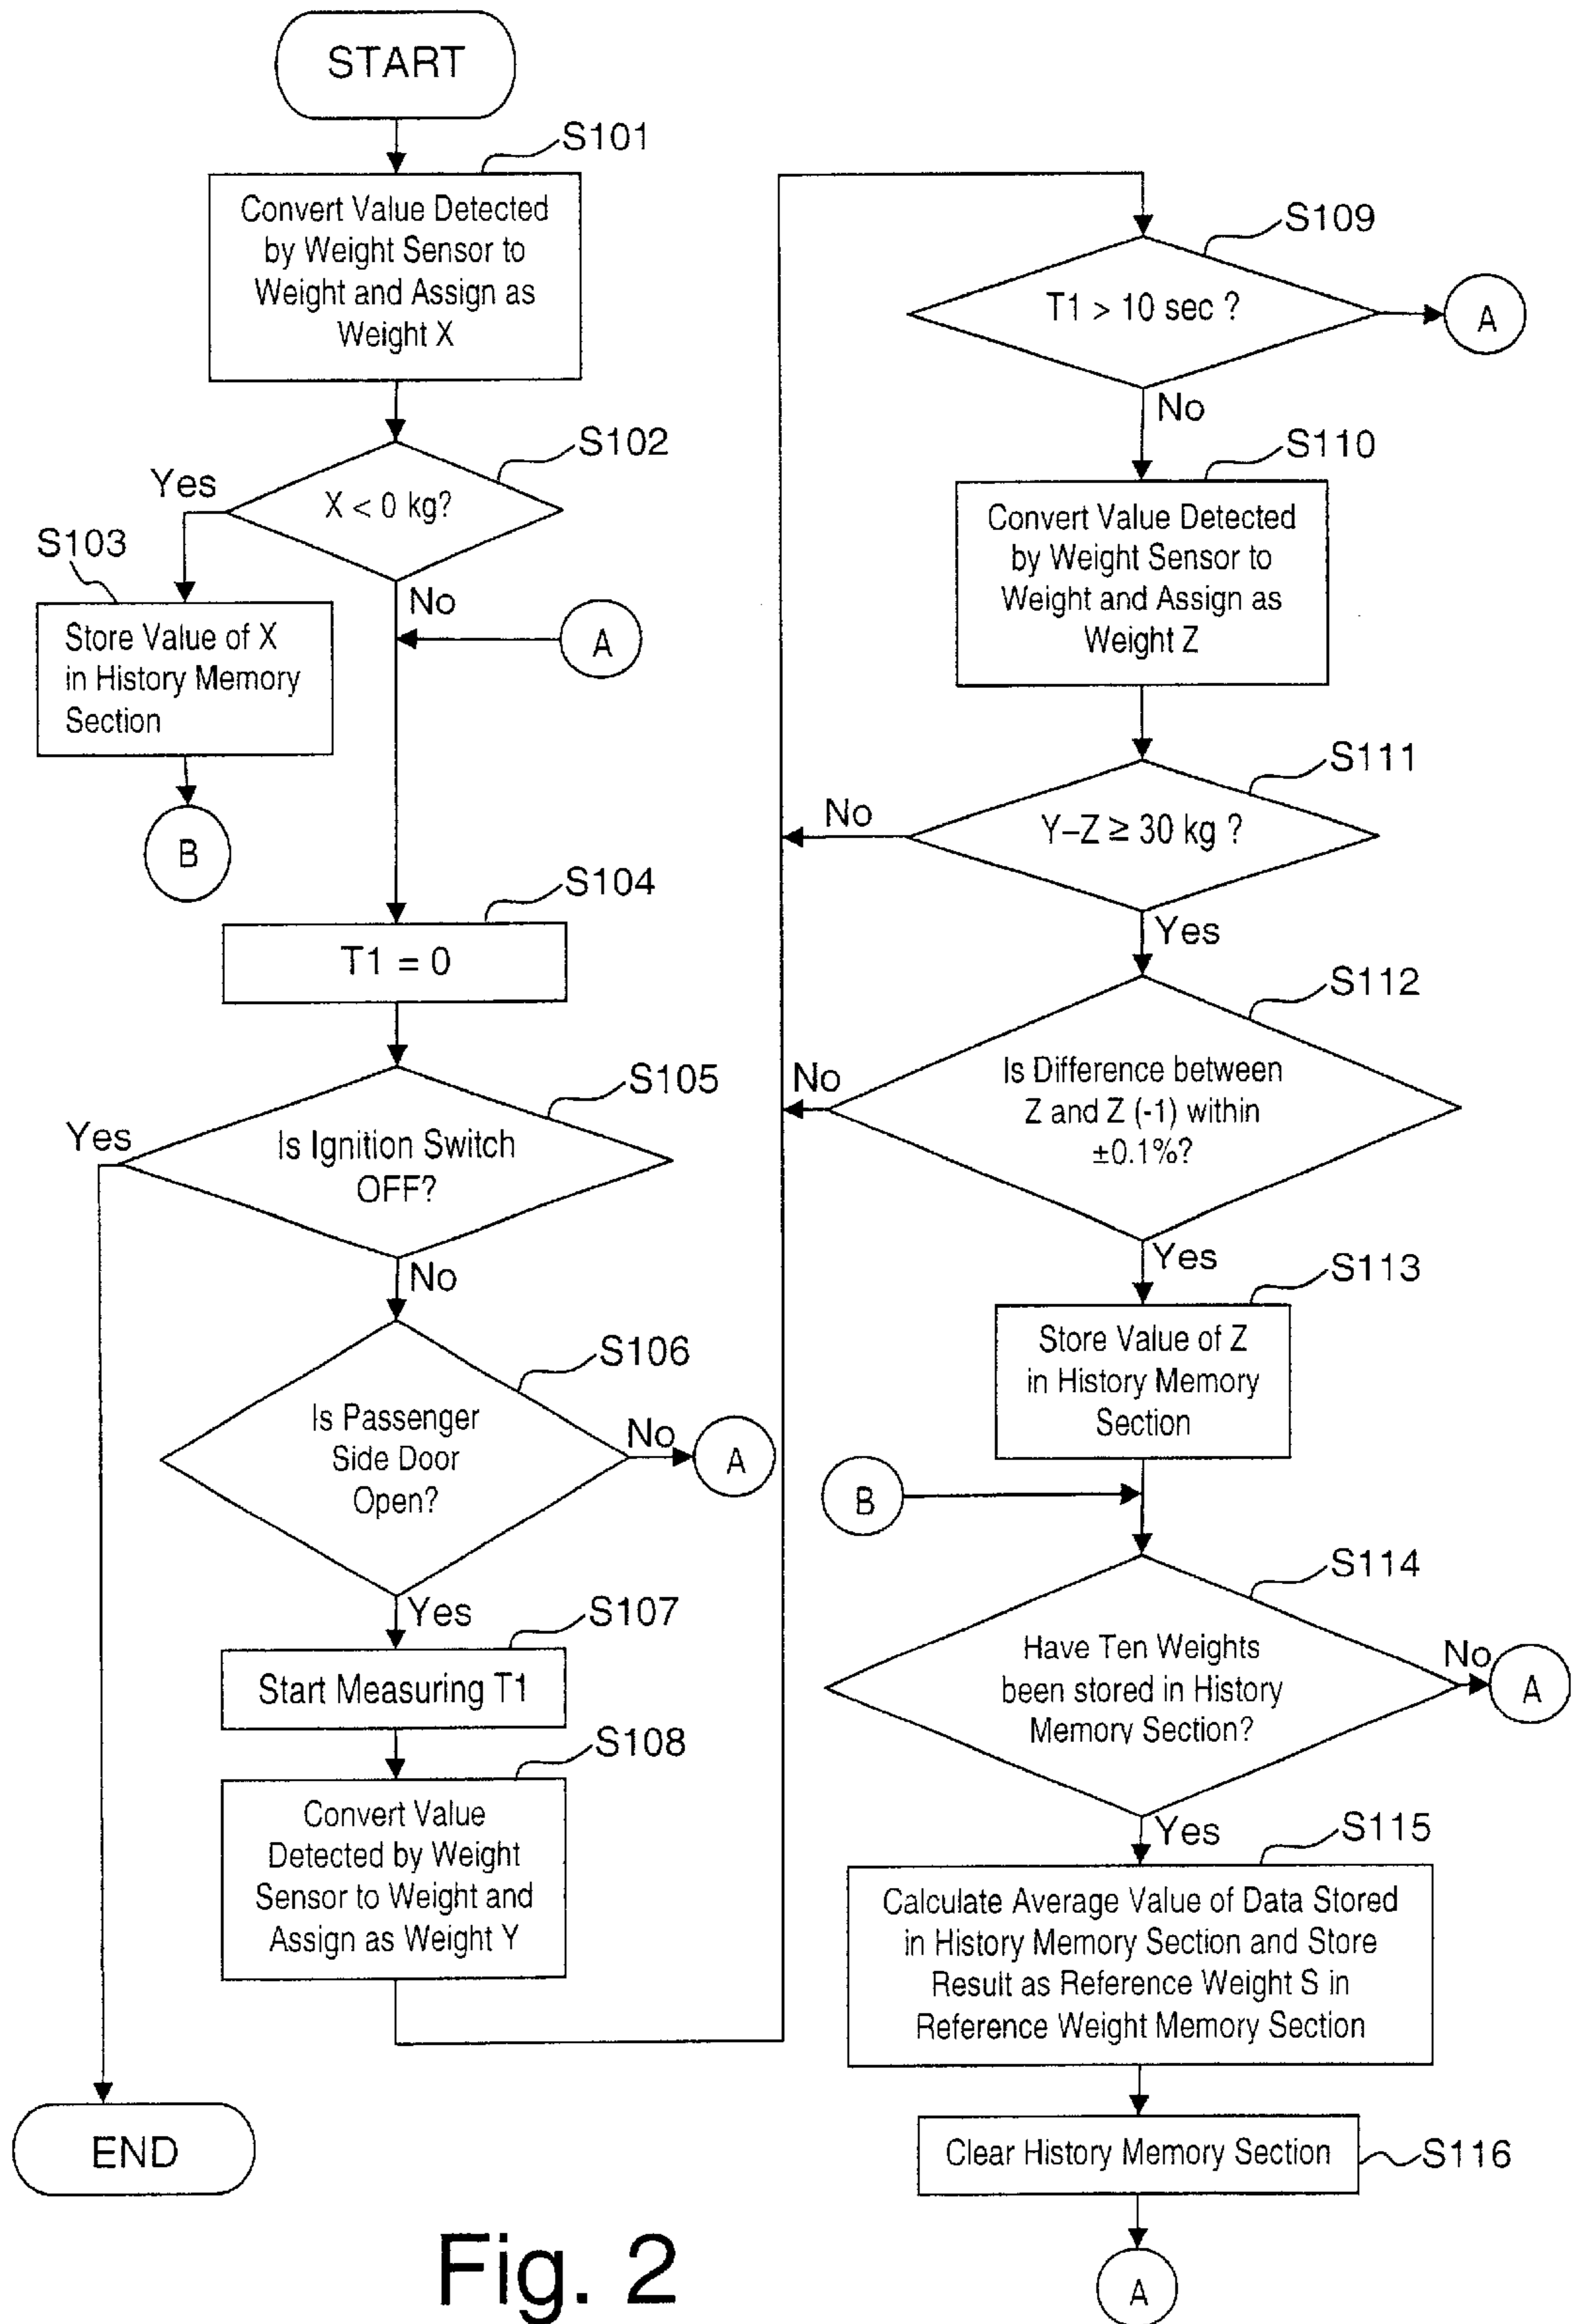 START
S101
Convert Value Detected
by Weight Sensor to
Weight and Assign as
Weight X
S102
Yes
X < 0 kg?
No
S103
Store Value of X
in History Memory
Section
A
B
S104
T1 = 0
S105
Yes
Is Ignition Switch
OFF?
No
S106
Is Passenger
Side Door
Open?
No
A
Yes
S107
Start Measuring T1
S108
Convert Value
Detected by Weight
Sensor to Weight and
Assign as Weight Y
END
S109
T1 > 10 sec ?
A
No
S110
Convert Value Detected
by Weight Sensor to
Weight and Assign as
Weight Z
S111
No
Y–Z ≥ 30 kg ?
Yes
S112
No
Is Difference between
Z and Z (-1) within
±0.1%?
Yes
S113
Store Value of Z
in History Memory
Section
B
S114
Have Ten Weights
been stored in History
Memory Section?
No
A
Yes
S115
Calculate Average Value of Data Stored
in History Memory Section and Store
Result as Reference Weight S in
Reference Weight Memory Section
Clear History Memory Section
S116
A
Fig. 2